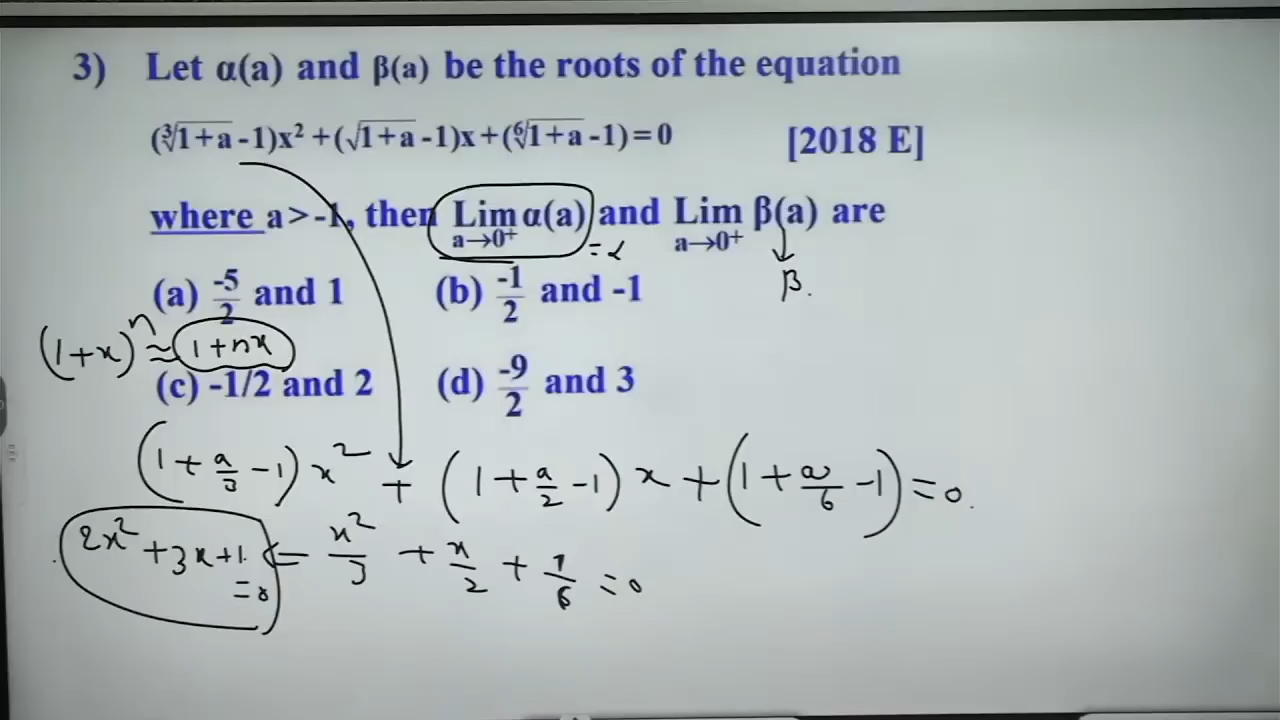 3) Let α(a) and β(a) be the roots of the equation
(∛1+a -1)x² + (√1+a -1)x + (⁶√1+a -1) = 0 [2018 E]
where a > -1, then Lim a→0⁺ α(a) and Lim a→0⁺ β(a) are
= α
β.
(a) -5/2 and 1 (b) -1/2 and -1
(1+x)ⁿ ≈ 1+nx
(c) -1/2 and 2 (d) -9/2 and 3
(1 + a/3 - 1) x² + (1 + a/2 - 1) x + (1 + a/6 - 1) = 0.
2x² + 3x + 1 = 0 ⇐ x²/3 + x/2 + 1/6 = 0